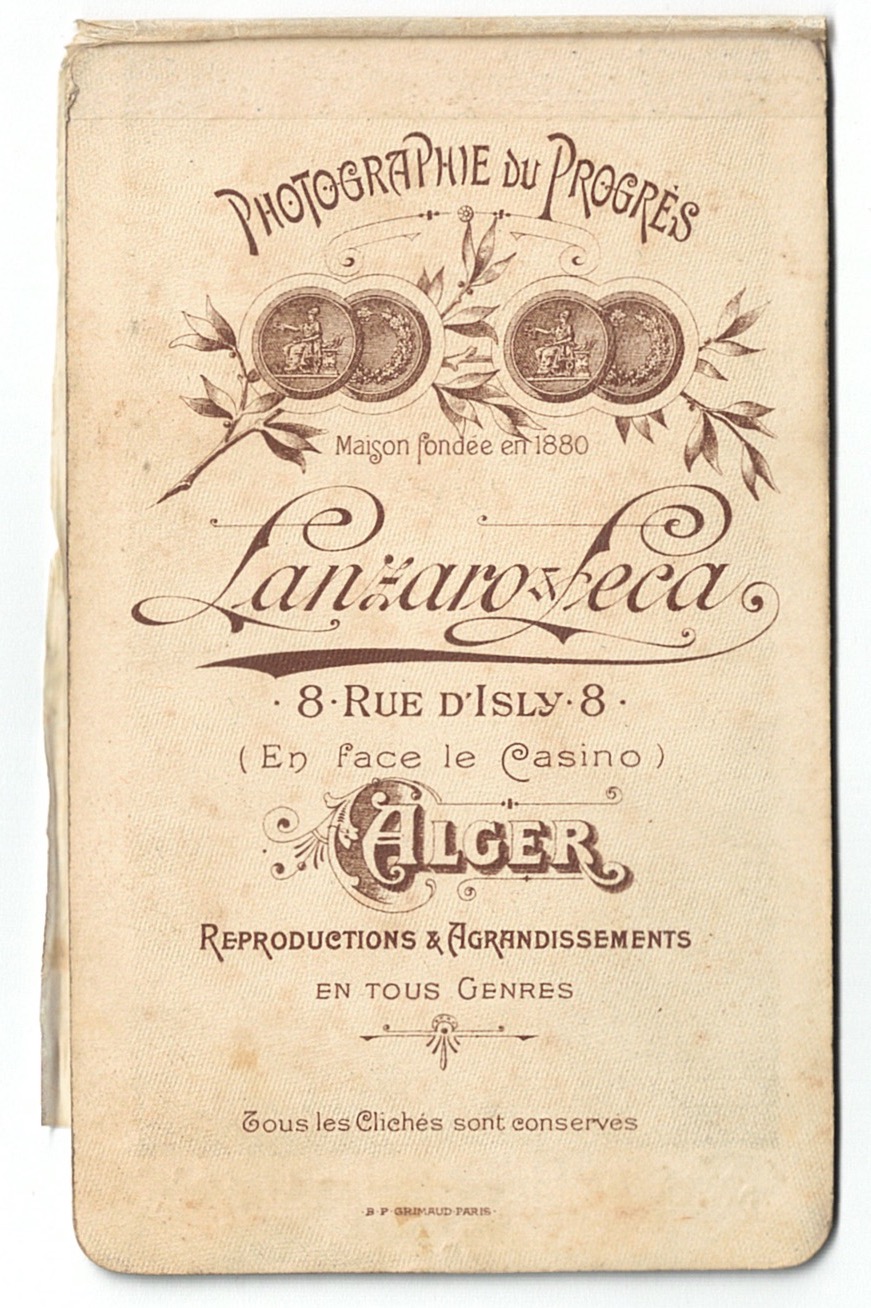 PHOTOGRAPHIE DU PROGRÈS
Maison fondée en 1880
Lanzaro & Leca
· 8 · RUE D'ISLY · 8 ·
(En face le Casino)
ALGER
REPRODUCTIONS & AGRANDISSEMENTS
EN TOUS GENRES
Tous les Clichés sont conservés
· B·P·GRIMAUD·PARIS ·